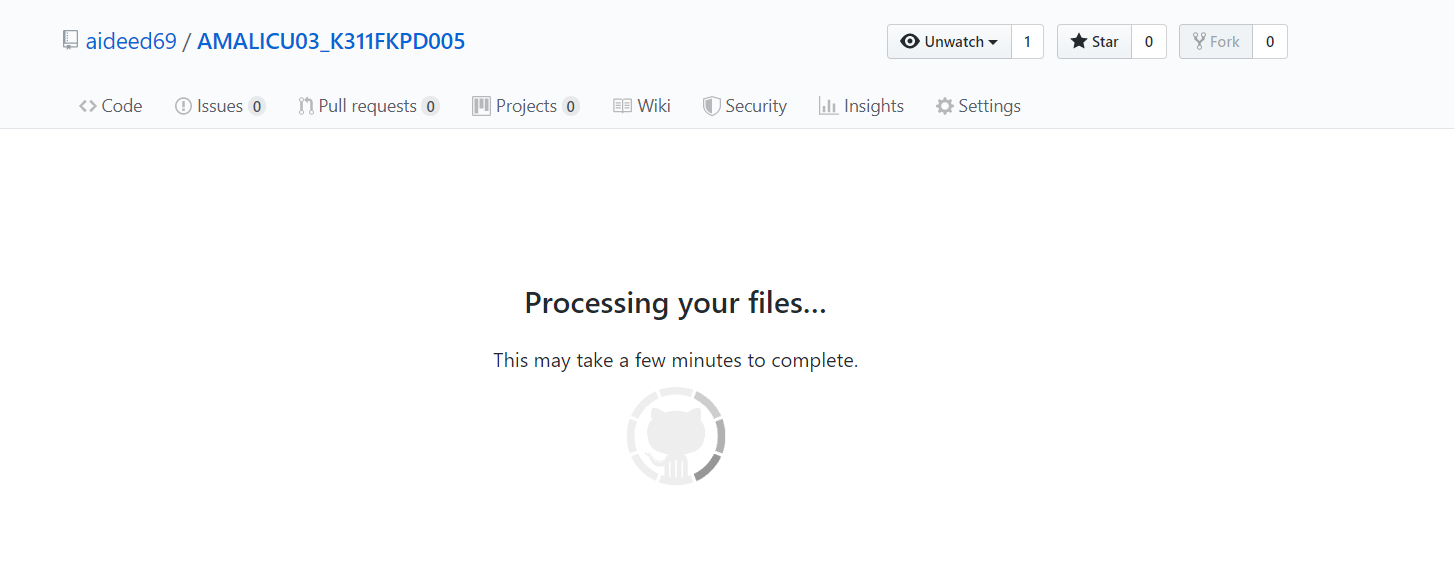 aideed69 / AMALICU03_K311FKPD005
Unwatch 1 Star 0 Fork 0
Code Issues 0 Pull requests 0 Projects 0 Wiki Security Insights Settings
Processing your files...
This may take a few minutes to complete.